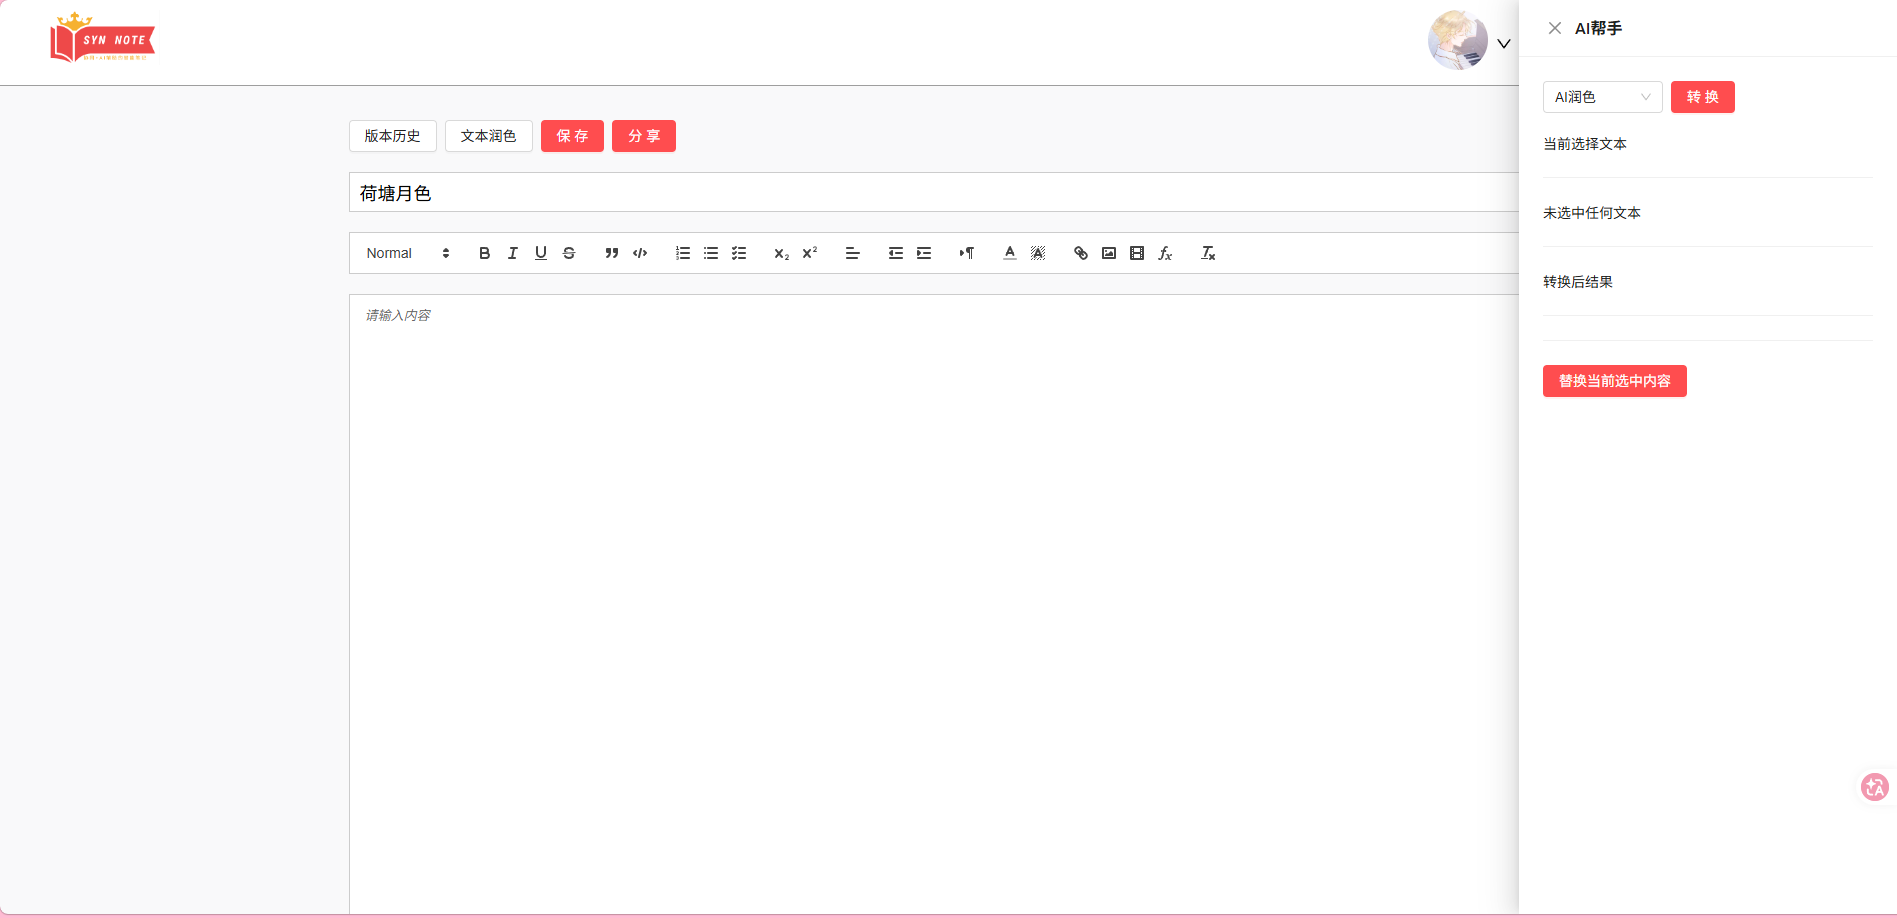 SYN NOTE
版本历史
文本润色
保 存
分 享
荷塘月色
Normal
请输入内容
AI帮手
AI润色
转 换
当前选择文本
未选中任何文本
转换后结果
替换当前选中内容